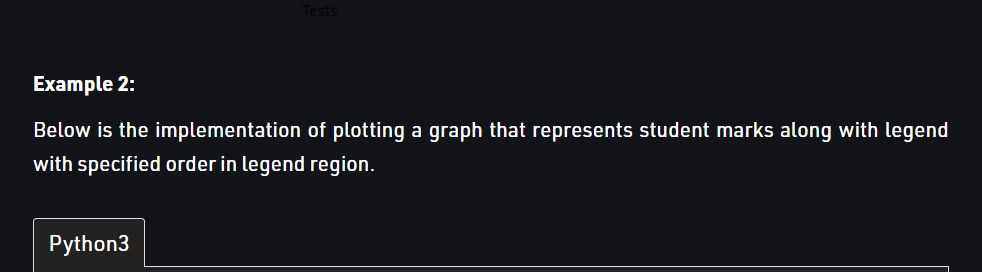 Tests
Example 2:
Below is the implementation of plotting a graph that represents student marks along with legend
with specified order in legend region.
Python3